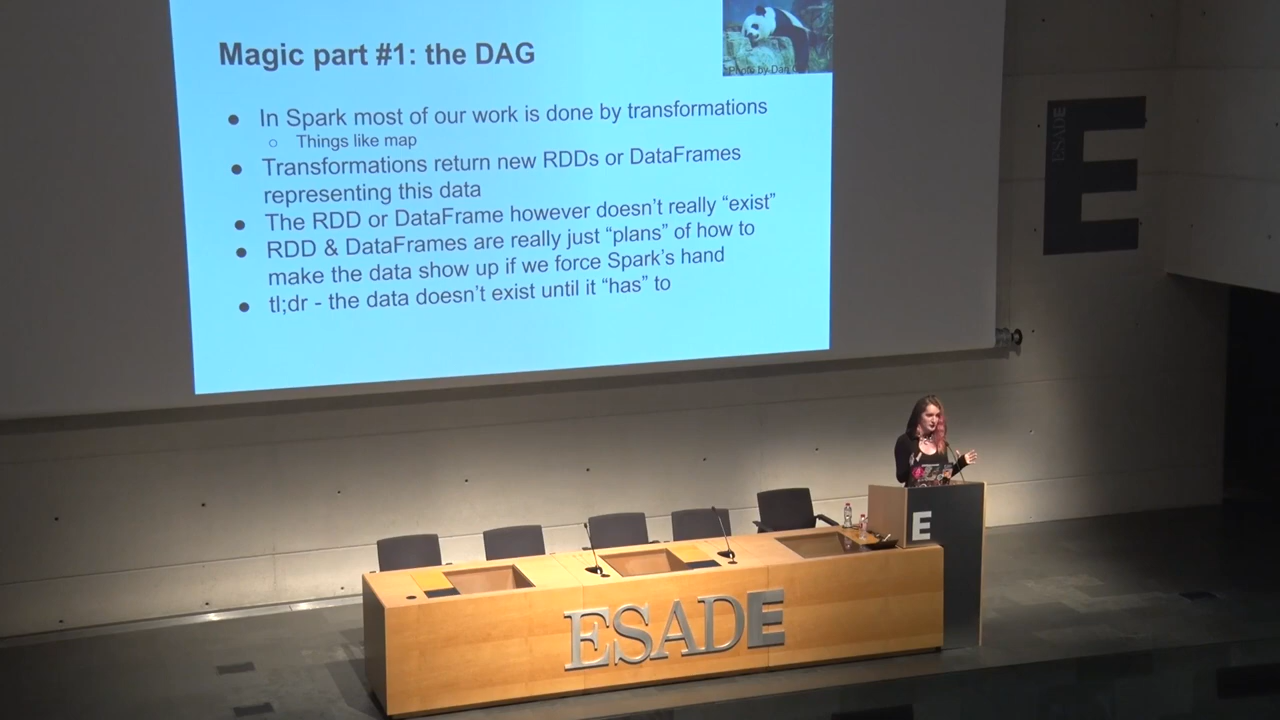 Magic part #1: the DAG
Photo by Dan
● In Spark most of our work is done by transformations
○ Things like map
● Transformations return new RDDs or DataFrames
representing this data
● The RDD or DataFrame however doesn't really “exist”
● RDD & DataFrames are really just “plans” of how to
make the data show up if we force Spark's hand
● tl;dr - the data doesn't exist until it “has” to
ESADE
E
E
ESADE